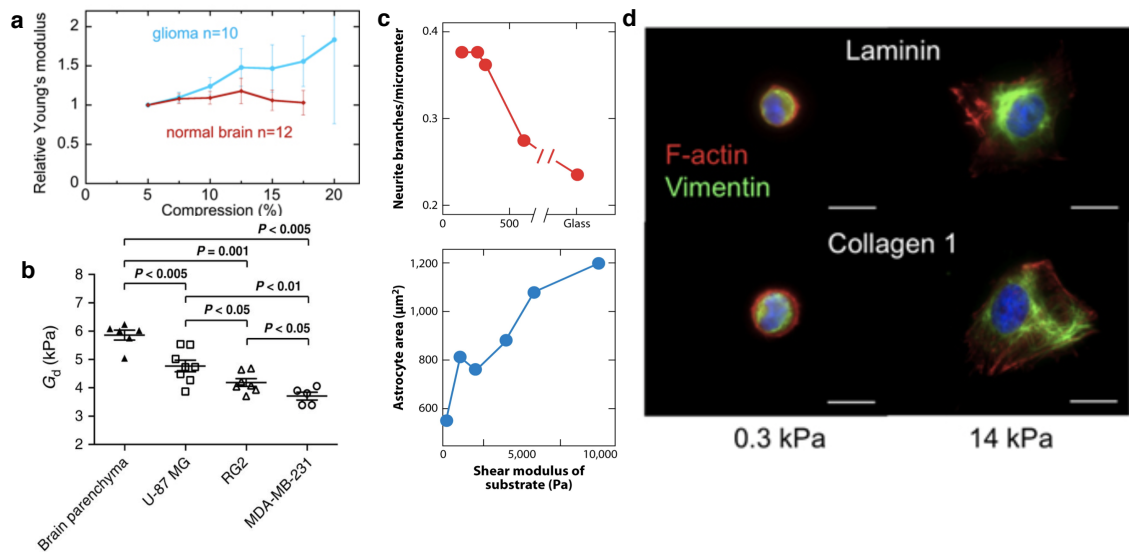 a
Relative Young's modulus
2
1.5
1
0.5
0
glioma n=10
normal brain n=12
0
5
10
15
20
Compression (%)
b
P < 0.005
P = 0.001
P < 0.005
P < 0.01
P < 0.05
P < 0.05
8
7
6
5
4
3
2
Gd (kPa)
Brain parenchyma
U-87 MG
RG2
MDA-MB-231
c
Neurite branches/micrometer
0.4
0.3
0.2
0
500
Glass
Astrocyte area (μm²)
1,200
1,000
800
600
0
5,000
10,000
Shear modulus of
substrate (Pa)
d
Laminin
F-actin
Vimentin
Collagen 1
0.3 kPa
14 kPa